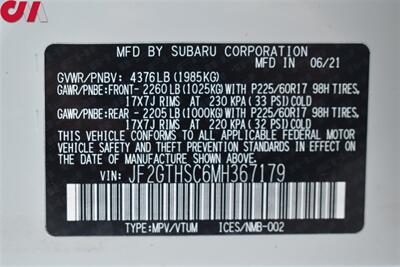 DIA
MFD BY SUBARU CORPORATION
IN 06/21
GVWR/PNBV: 4376LB (1985KG)
GAWR/PNBE:FRONT- 2260LB (1025KG)WITH P225/60R17 98H TIRES,
17X7J RIMS AT 230 KPA (33 PSI)COLD
GAWR/PNBE:REAR - 2205LB (1000KG)WITH P225/60R17 98H TIRES,
17X7J RIMS AT 220 KPA (32 PSI)COLD
THIS VEHICLE CONFORMS TO ALL APPLICABLE FEDERAL MOTOR
VEHICLE SAFETY AND THEFT PREVENTION STANDARDS IN EFFECT
ON THE DATE OF MANUFACTURE SHOWN ABOVE.
VIN: JF2GTHSC6MH367179
TYPE:MPV/VTUM ICES/NMB-002